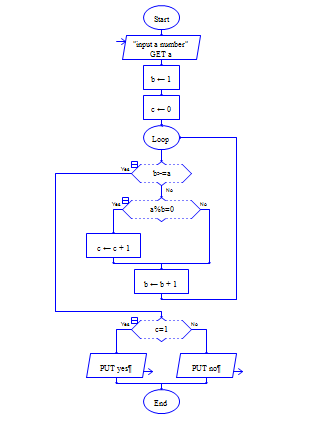 Start
"input a number"
GET a
b ← 1
c ← 0
Loop
b>=a
Yes
No
a%b=0
Yes
No
c ← c + 1
b ← b + 1
c=1
Yes
No
PUT yes¶
PUT no¶
End